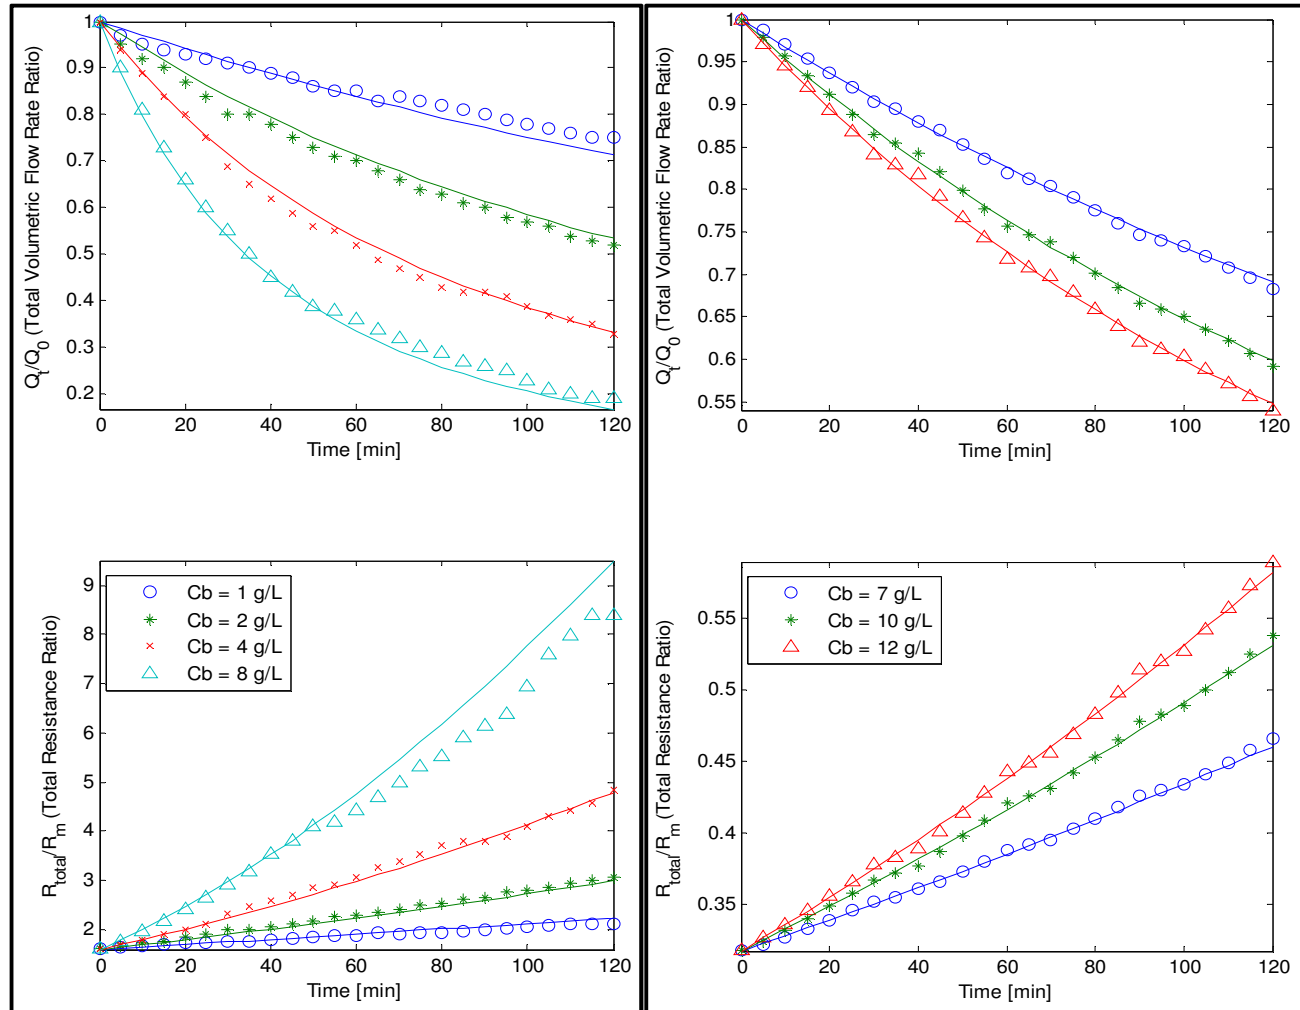 Q_t/Q_0 (Total Volumetric Flow Rate Ratio)
1
0.9
0.8
0.7
0.6
0.5
0.4
0.3
0.2
0 20 40 60 80 100 120
Time [min]
Q_t/Q_0 (Total Volumetric Flow Rate Ratio)
1
0.95
0.9
0.85
0.8
0.75
0.7
0.65
0.6
0.55
0 20 40 60 80 100 120
Time [min]
R_total/R_m (Total Resistance Ratio)
9
8
7
6
5
4
3
2
0 20 40 60 80 100 120
Time [min]
Cb = 1 g/L
Cb = 2 g/L
Cb = 4 g/L
Cb = 8 g/L
R_total/R_m (Total Resistance Ratio)
0.55
0.5
0.45
0.4
0.35
0 20 40 60 80 100 120
Time [min]
Cb = 7 g/L
Cb = 10 g/L
Cb = 12 g/L